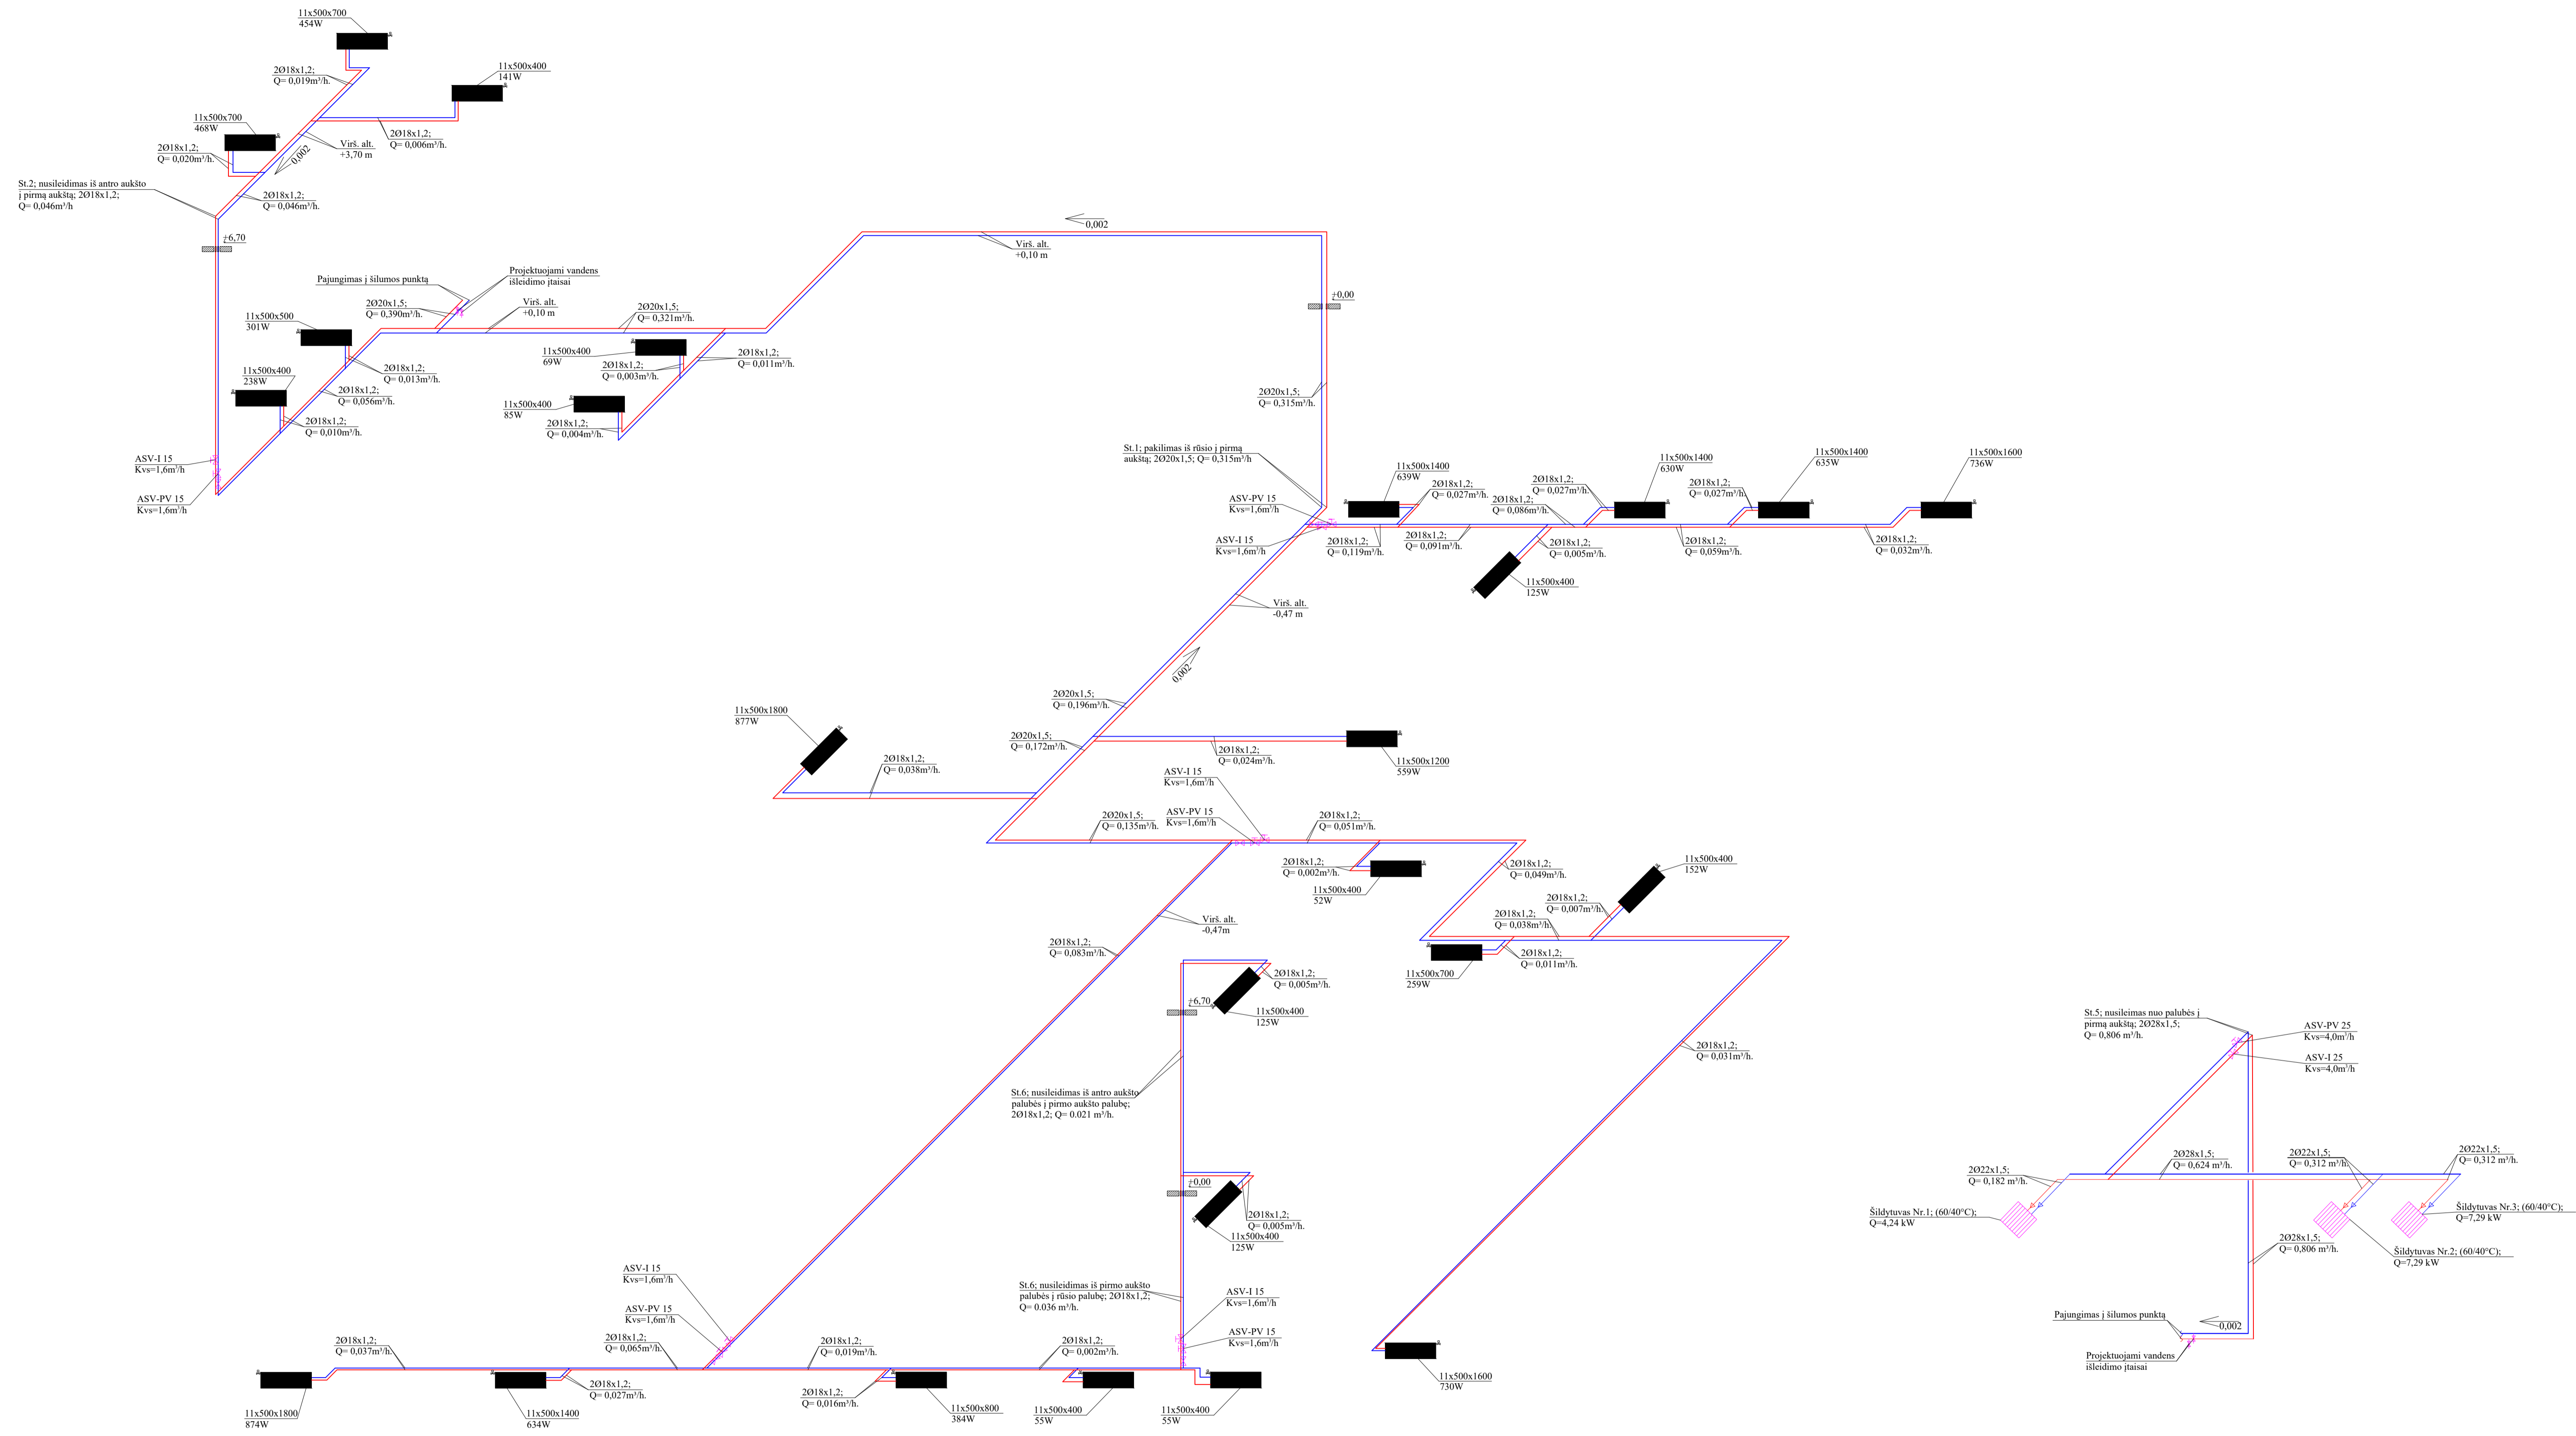 11x500x700
454W
2Ø18x1,2;
Q= 0,019m³/h.
11x500x400
141W
11x500x700
468W
2Ø18x1,2;
Q= 0,020m³/h.
0,002
Virš. alt.
+3,70 m
2Ø18x1,2;
Q= 0,006m³/h.
St.2; nusileidimas iš antro aukšto
į pirmą aukštą; 2Ø18x1,2;
Q= 0,046m³/h
2Ø18x1,2;
Q= 0,046m³/h.
+6,70
0,002
Virš. alt.
+0,10 m
Pajungimas į šilumos punktą
Projektuojami vandens
išleidimo įtaisai
2Ø20x1,5;
Q= 0,390m³/h.
Virš. alt.
+0,10 m
2Ø20x1,5;
Q= 0,321m³/h.
±0,00
11x500x500
301W
11x500x400
69W
2Ø18x1,2;
Q= 0,011m³/h.
2Ø18x1,2;
Q= 0,013m³/h.
2Ø18x1,2;
Q= 0,003m³/h.
11x500x400
238W
2Ø18x1,2;
Q= 0,056m³/h.
11x500x400
85W
2Ø20x1,5;
Q= 0,315m³/h.
2Ø18x1,2;
Q= 0,010m³/h.
2Ø18x1,2;
Q= 0,004m³/h.
ASV-I 15
Kvs=1,6m³/h
ASV-PV 15
Kvs=1,6m³/h
St.1; pakilimas iš rūsio į pirmą
aukštą; 2Ø20x1,5; Q= 0,315m³/h
11x500x1400
639W
11x500x1400
630W
11x500x1400
635W
11x500x1600
736W
ASV-PV 15
Kvs=1,6m³/h
2Ø18x1,2;
Q= 0,027m³/h.
2Ø18x1,2;
Q= 0,086m³/h.
2Ø18x1,2;
Q= 0,027m³/h.
2Ø18x1,2;
Q= 0,027m³/h.
ASV-I 15
Kvs=1,6m³/h
2Ø18x1,2;
Q= 0,119m³/h.
2Ø18x1,2;
Q= 0,091m³/h.
2Ø18x1,2;
Q= 0,005m³/h.
2Ø18x1,2;
Q= 0,059m³/h.
2Ø18x1,2;
Q= 0,032m³/h.
11x500x400
125W
Virš. alt.
-0,47 m
0,002
2Ø20x1,5;
Q= 0,196m³/h.
11x500x1800
877W
2Ø20x1,5;
Q= 0,172m³/h.
2Ø18x1,2;
Q= 0,024m³/h.
11x500x1200
559W
2Ø18x1,2;
Q= 0,038m³/h.
ASV-I 15
Kvs=1,6m³/h
ASV-PV 15
Kvs=1,6m³/h
2Ø20x1,5;
Q= 0,135m³/h.
2Ø18x1,2;
Q= 0,051m³/h.
2Ø18x1,2;
Q= 0,002m³/h.
11x500x400
52W
2Ø18x1,2;
Q= 0,049m³/h.
11x500x400
152W
2Ø18x1,2;
Q= 0,007m³/h.
2Ø18x1,2;
Q= 0,038m³/h.
2Ø18x1,2;
Q= 0,011m³/h.
11x500x700
259W
Virš. alt.
-0,47m
2Ø18x1,2;
Q= 0,083m³/h.
2Ø18x1,2;
Q= 0,005m³/h.
+6,70
11x500x400
125W
2Ø18x1,2;
Q= 0,031m³/h.
St.6; nusileidimas iš antro aukšto
palubės į pirmo aukšto palubę;
2Ø18x1,2; Q= 0.021 m³/h.
±0,00
2Ø18x1,2;
Q= 0,005m³/h.
11x500x400
125W
St.6; nusileidimas iš pirmo aukšto
palubės į rūsio palubę; 2Ø18x1,2;
Q= 0.036 m³/h.
ASV-I 15
Kvs=1,6m³/h
ASV-PV 15
Kvs=1,6m³/h
ASV-I 15
Kvs=1,6m³/h
ASV-PV 15
Kvs=1,6m³/h
2Ø18x1,2;
Q= 0,037m³/h.
2Ø18x1,2;
Q= 0,065m³/h.
2Ø18x1,2;
Q= 0,019m³/h.
2Ø18x1,2;
Q= 0,002m³/h.
2Ø18x1,2;
Q= 0,027m³/h.
2Ø18x1,2;
Q= 0,016m³/h.
11x500x1800
874W
11x500x1400
634W
11x500x800
384W
11x500x400
55W
11x500x400
55W
11x500x1600
730W
St.5; nusileimas nuo palubės į
pirmą aukštą; 2Ø28x1,5;
Q= 0,806 m³/h.
ASV-PV 25
Kvs=4,0m³/h
ASV-I 25
Kvs=4,0m³/h
2Ø22x1,5;
Q= 0,182 m³/h.
2Ø28x1,5;
Q= 0,624 m³/h.
2Ø22x1,5;
Q= 0,312 m³/h.
2Ø22x1,5;
Q= 0,312 m³/h.
Šildytuvas Nr.1; (60/40°C);
Q=4,24 kW
Šildytuvas Nr.3; (60/40°C);
Q=7,29 kW
2Ø28x1,5;
Q= 0,806 m³/h.
Šildytuvas Nr.2; (60/40°C);
Q=7,29 kW
Pajungimas į šilumos punktą
0,002
Projektuojami vandens
išleidimo įtaisai